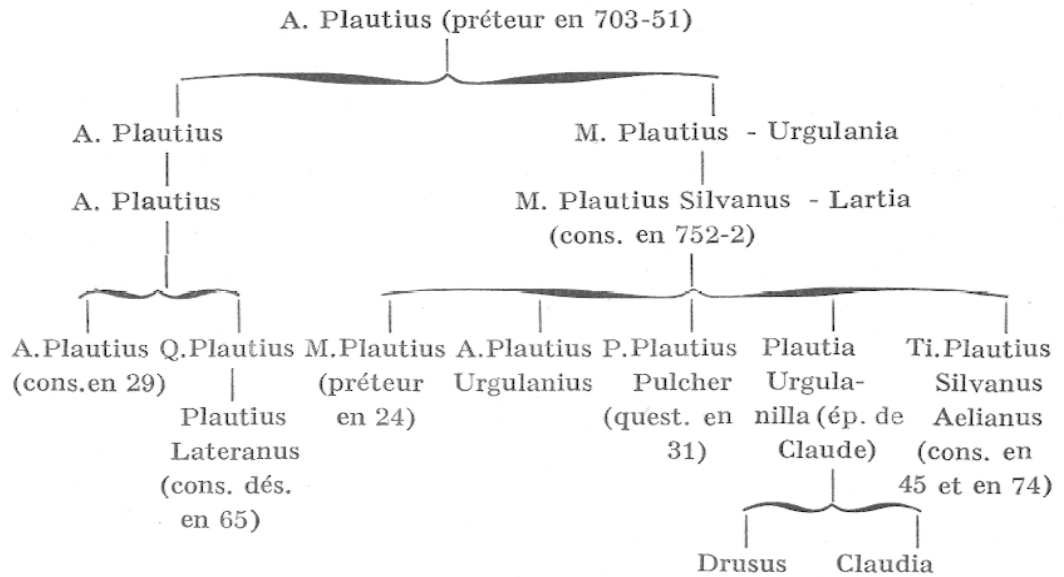 A. Plautius (préteur en 703-51)
A. Plautius M. Plautius - Urgulania
A. Plautius M. Plautius Silvanus - Lartia
(cons. en 752-2)
A.Plautius Q.Plautius M.Plautius A.Plautius P.Plautius Plautia Ti.Plautius
(cons.en 29) (préteur Urgulanius Pulcher Urgula- Silvanus
Plautius en 24) (quest. en nilla (ép. de Aelianus
Lateranus 31) Claude) (cons. en
(cons. dés. 45 et en 74)
en 65)
Drusus Claudia